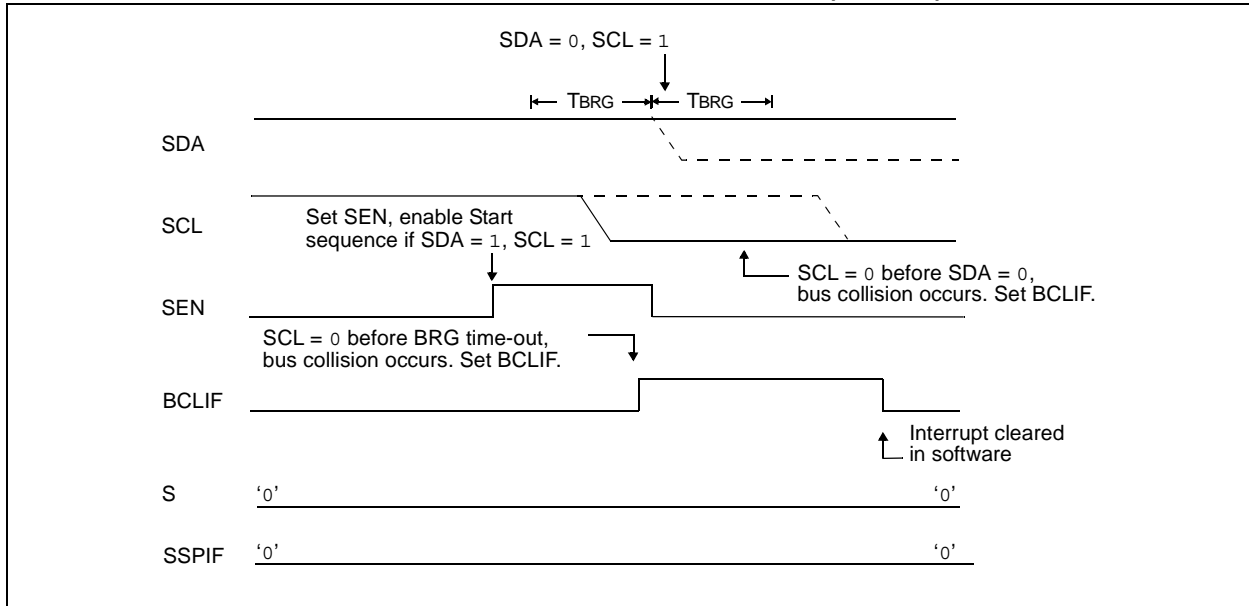 SDA = 0, SCL = 1
TBRG TBRG
SDA
SCL
Set SEN, enable Start
sequence if SDA = 1, SCL = 1
SCL = 0 before SDA = 0,
bus collision occurs. Set BCLIF.
SEN
SCL = 0 before BRG time-out,
bus collision occurs. Set BCLIF.
BCLIF
Interrupt cleared
in software
S ‘0’ ‘0’
SSPIF ‘0’ ‘0’